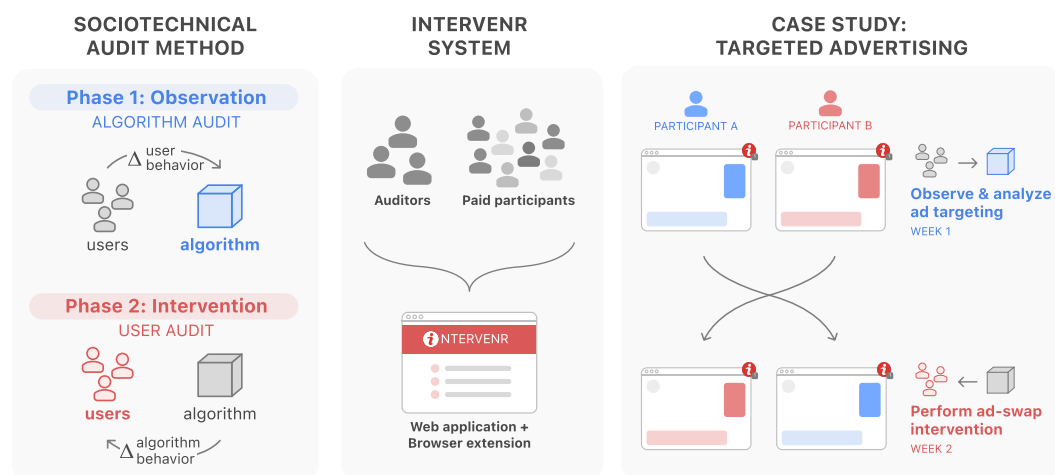 SOCIOTECHNICAL
AUDIT METHOD
Phase 1: Observation
ALGORITHM AUDIT
Δ user
behavior
users
algorithm
Phase 2: Intervention
USER AUDIT
users
algorithm
Δ algorithm
behavior
INTERVENR
SYSTEM
Auditors
Paid participants
iNTERVENR
Web application +
Browser extension
CASE STUDY:
TARGETED ADVERTISING
PARTICIPANT A
PARTICIPANT B
i
i
Observe & analyze
ad targeting
WEEK 1
i
i
Perform ad-swap
intervention
WEEK 2